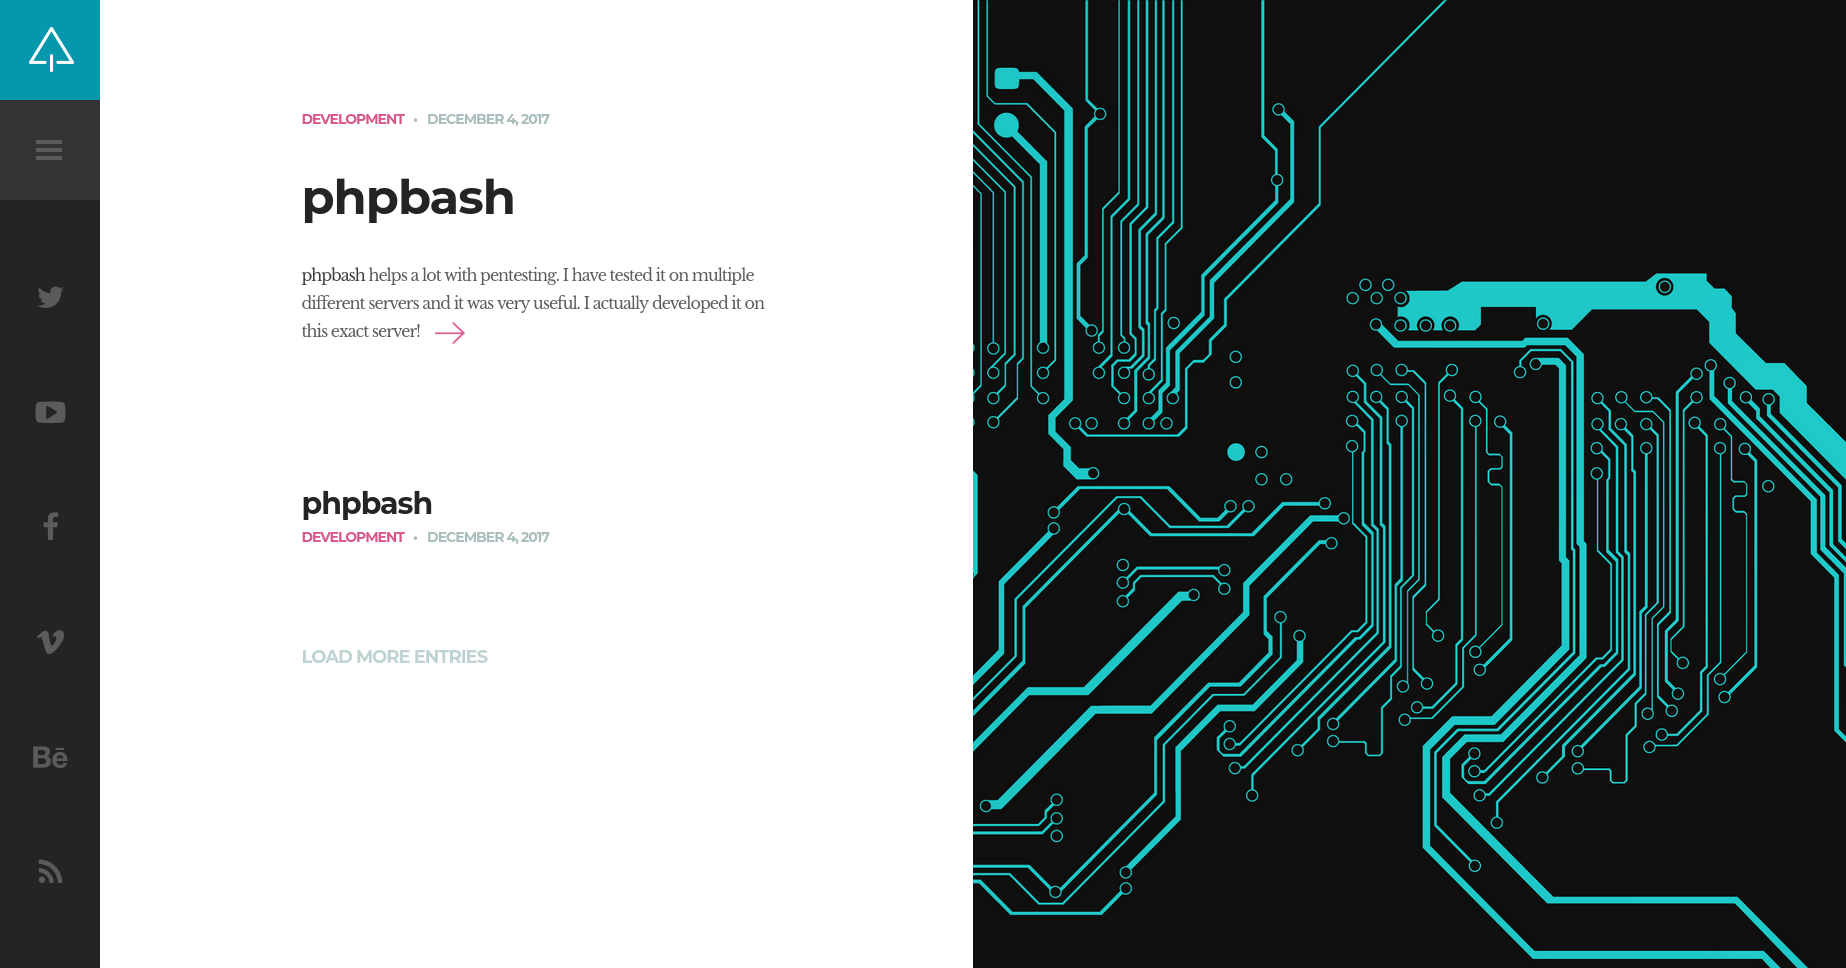 DEVELOPMENT • DECEMBER 4, 2017
phpbash
phpbash helps a lot with pentesting. I have tested it on multiple
different servers and it was very useful. I actually developed it on
this exact server!
phpbash
DEVELOPMENT • DECEMBER 4, 2017
LOAD MORE ENTRIES
Bē